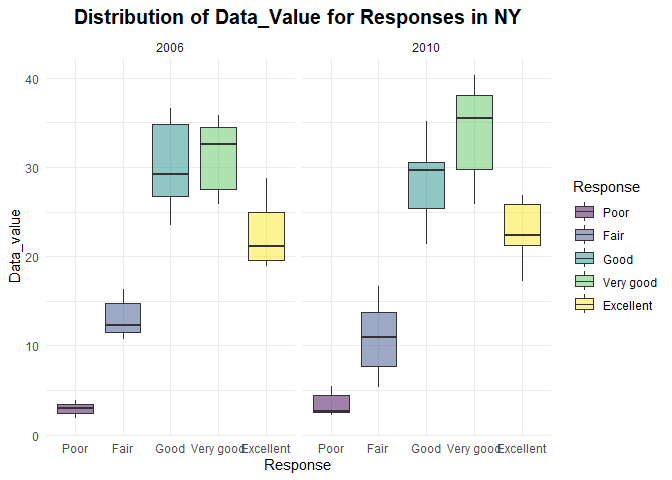 Distribution of Data_Value for Responses in NY
2006
2010
40
30
20
10
0
Data_value
Poor Fair Good Very good Excellent
Poor Fair Good Very good Excellent
Response
Response
Poor
Fair
Good
Very good
Excellent